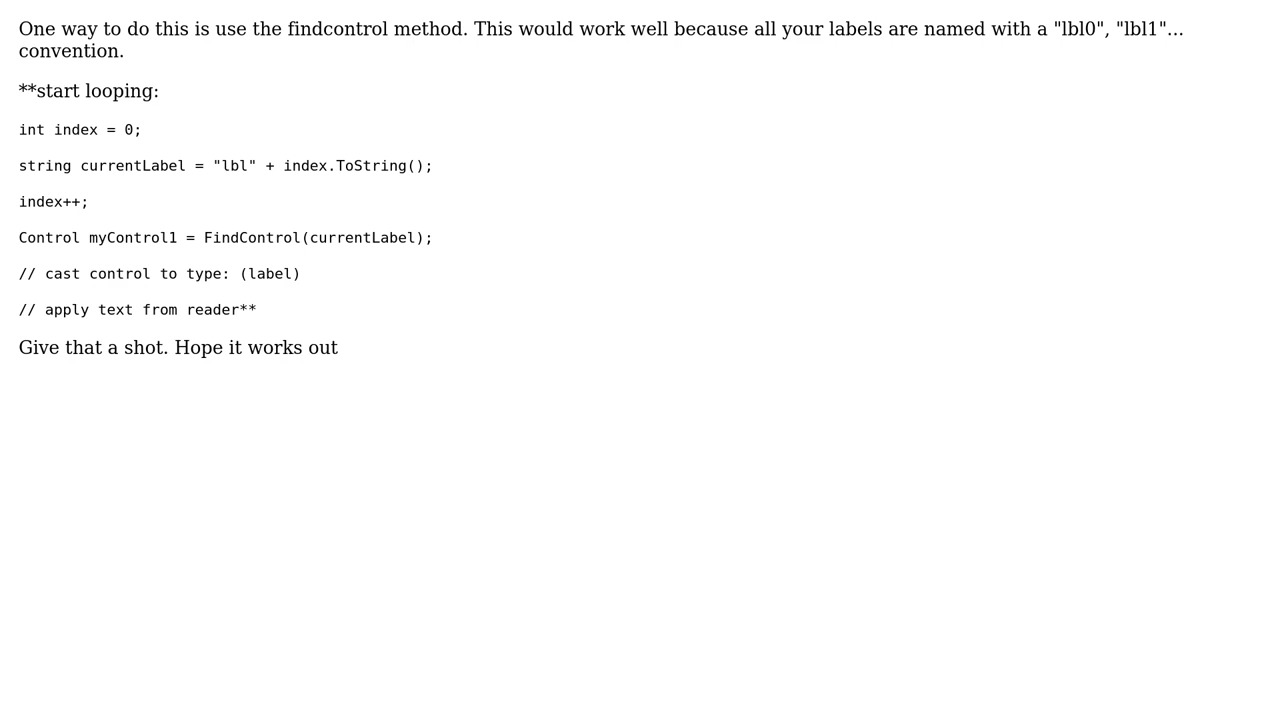 One way to do this is use the findcontrol method. This would work well because all your labels are named with a "lbl0", "lbl1"...
convention.
**start looping:
int index = 0;
string currentLabel = "lbl" + index.ToString();
index++;
Control myControl1 = FindControl(currentLabel);
// cast control to type: (label)
// apply text from reader**
Give that a shot. Hope it works out